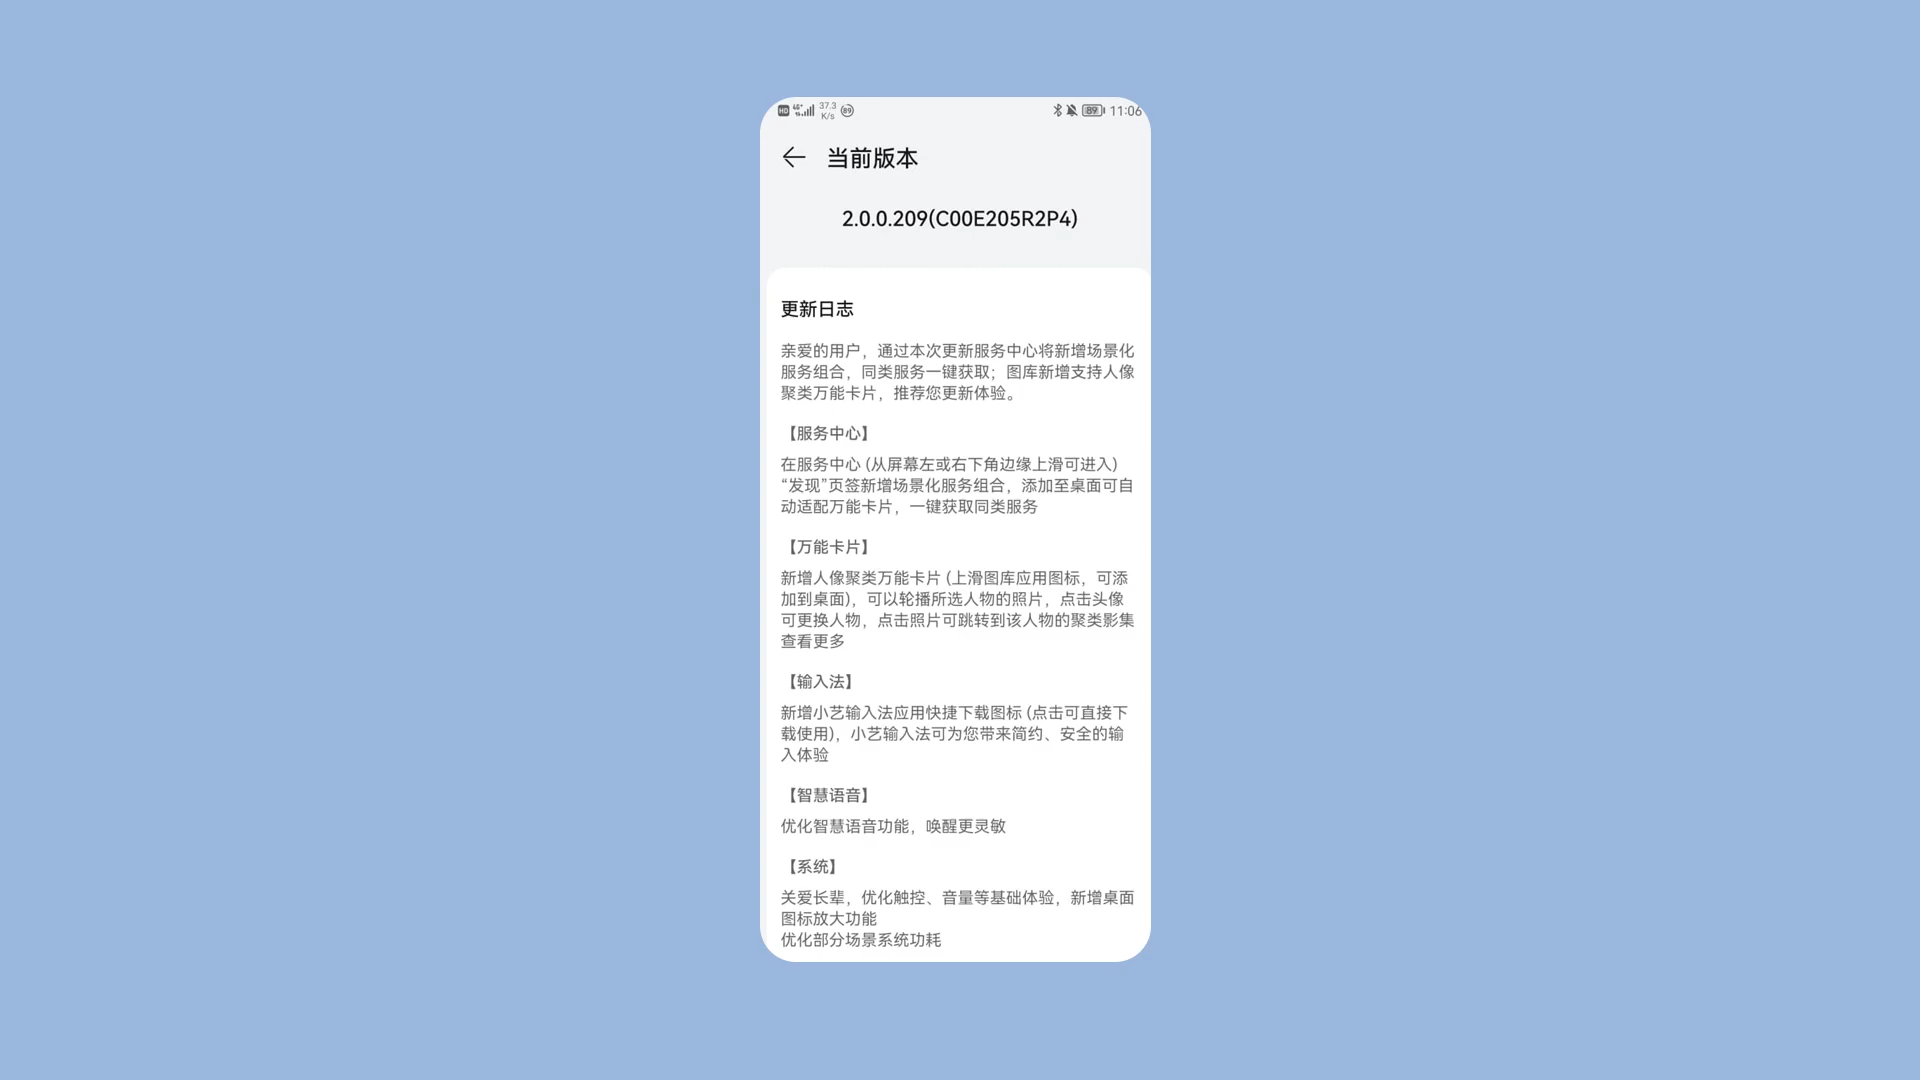 HD 4G+ 37.3 K/s 89 89 11:06
当前版本
2.0.0.209(C00E205R2P4)
更新日志
亲爱的用户，通过本次更新服务中心将新增场景化
服务组合，同类服务一键获取；图库新增支持人像
聚类万能卡片，推荐您更新体验。
【服务中心】
在服务中心 (从屏幕左或右下角边缘上滑可进入)
“发现”页签新增场景化服务组合，添加至桌面可自
动适配万能卡片，一键获取同类服务
【万能卡片】
新增人像聚类万能卡片 (上滑图库应用图标，可添
加到桌面)，可以轮播所选人物的照片，点击头像
可更换人物，点击照片可跳转到该人物的聚类影集
查看更多
【输入法】
新增小艺输入法应用快捷下载图标 (点击可直接下
载使用)，小艺输入法可为您带来简约、安全的输
入体验
【智慧语音】
优化智慧语音功能，唤醒更灵敏
【系统】
关爱长辈，优化触控、音量等基础体验，新增桌面
图标放大功能
优化部分场景系统功耗